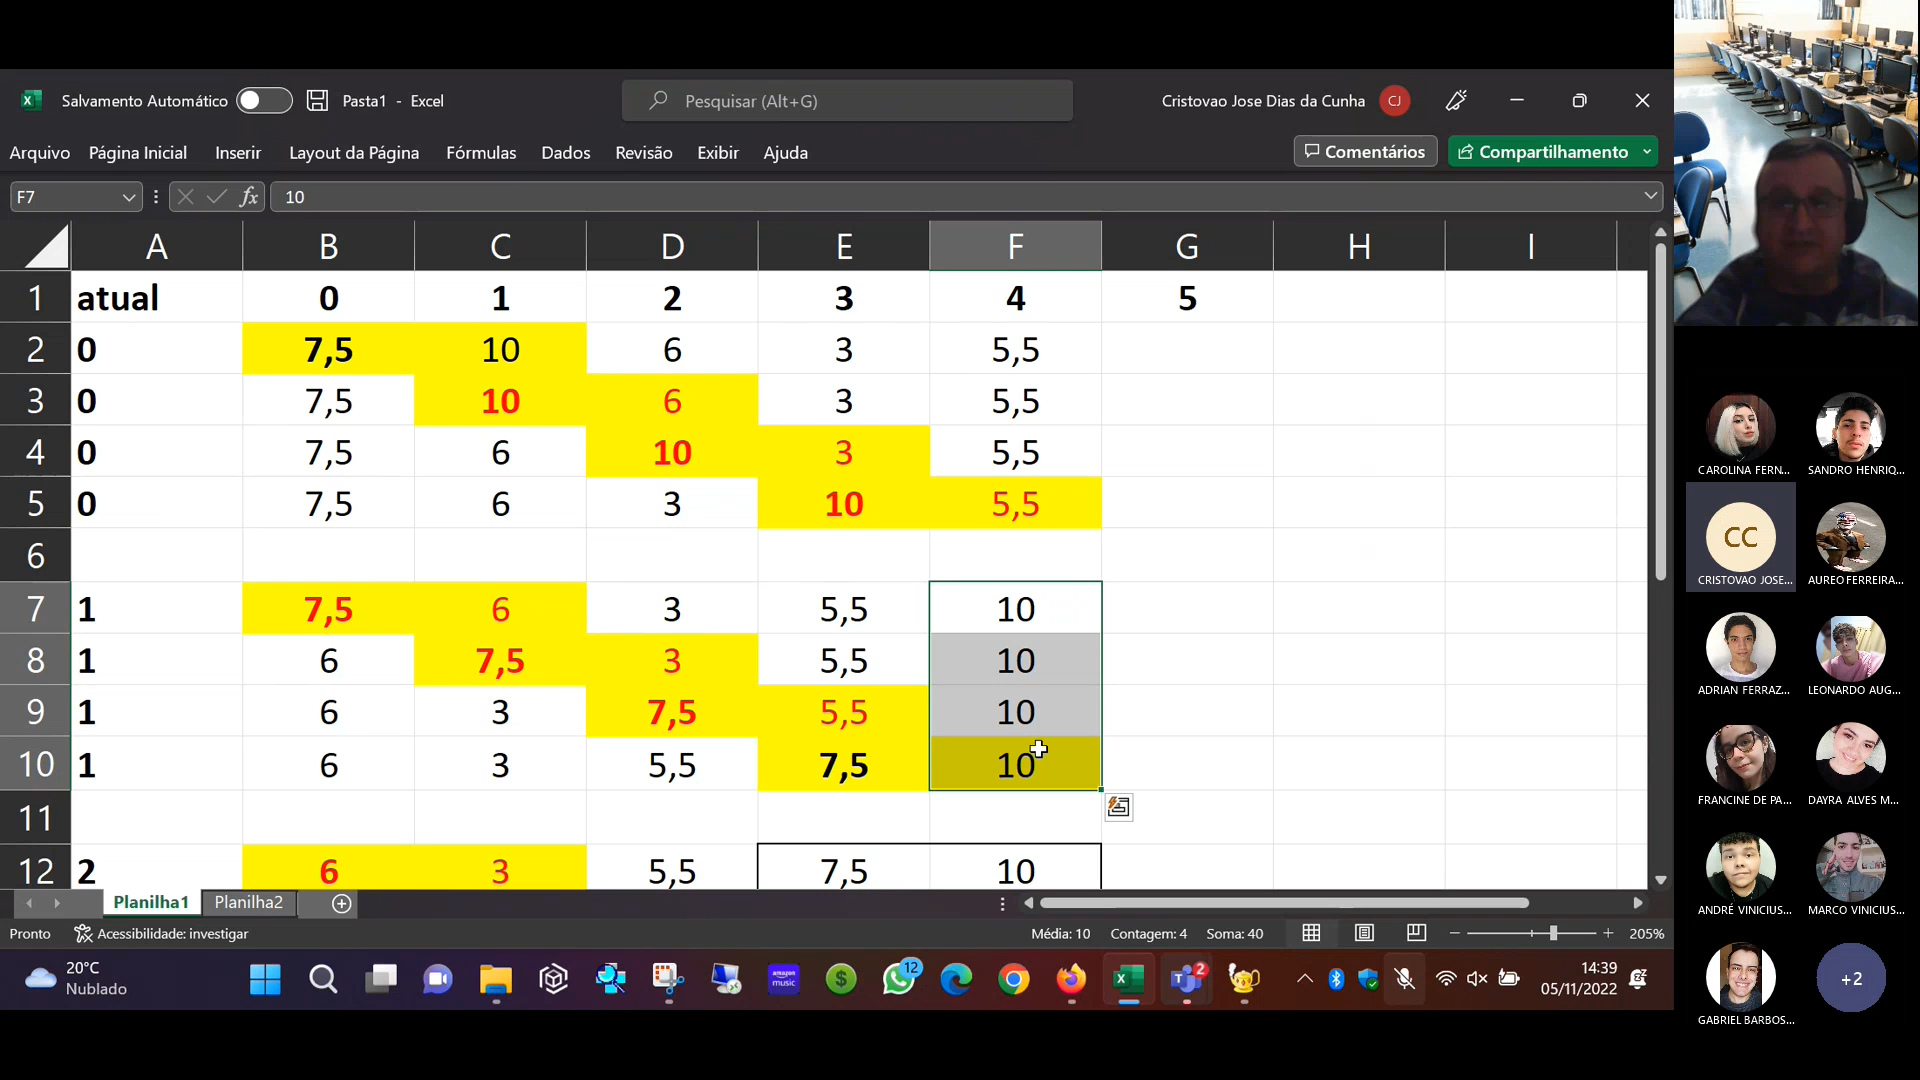 Salvamento Automático Pasta1 - Excel Pesquisar (Alt+G) Cristovao Jose Dias da Cunha CJ
Arquivo Página Inicial Inserir Layout da Página Fórmulas Dados Revisão Exibir Ajuda Comentários Compartilhamento
F7 fx 10
A B C D E F G H I
1 atual 0 1 2 3 4 5
2 0 7,5 10 6 3 5,5
3 0 7,5 10 6 3 5,5
4 0 7,5 6 10 3 5,5
5 0 7,5 6 3 10 5,5
6
7 1 7,5 6 3 5,5 10
8 1 6 7,5 3 5,5 10
9 1 6 3 7,5 5,5 10
10 1 6 3 5,5 7,5 10
11
12 2 6 3 5,5 7,5 10
Planilha1 Planilha2
Pronto Acessibilidade: investigar Média: 10 Contagem: 4 Soma: 40 205%
20°C
Nublado
amazon music
12
2
14:39
05/11/2022
CAROLINA FERN... SANDRO HENRIQ...
CC
CRISTOVAO JOSE... AUREO FERREIRA...
ADRIAN FERRAZ... LEONARDO AUG...
FRANCINE DE PA... DAYRA ALVES M...
ANDRÉ VINICIUS... MARCO VINICIUS...
+2
GABRIEL BARBOS...